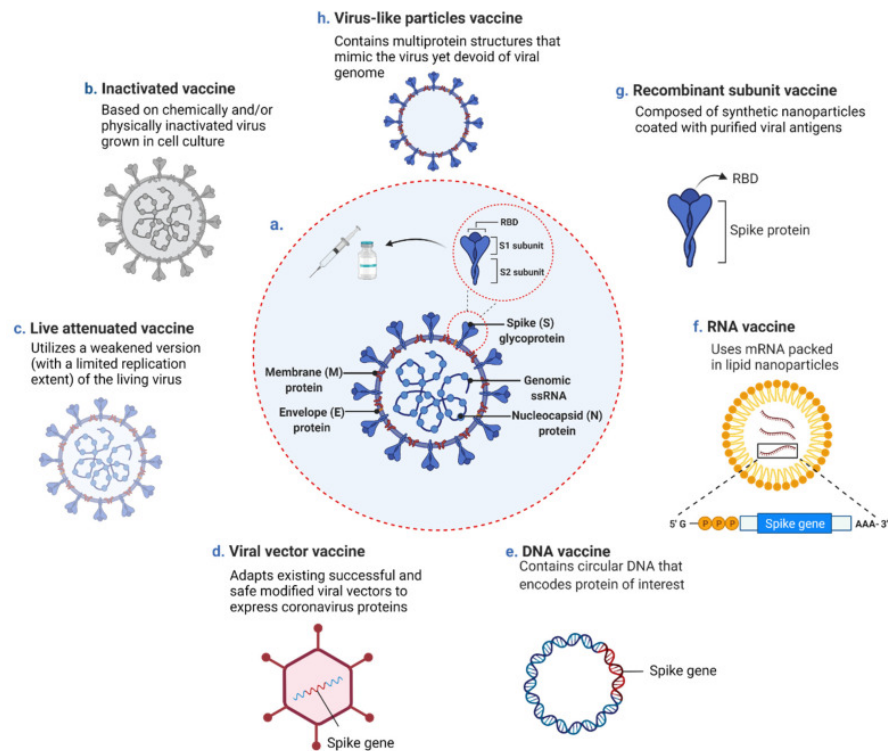 h. Virus-like particles vaccine
Contains multiprotein structures that
mimic the virus yet devoid of viral
genome
b. Inactivated vaccine
Based on chemically and/or
physically inactivated virus
grown in cell culture
g. Recombinant subunit vaccine
Composed of synthetic nanoparticles
coated with purified viral antigens
RBD
Spike protein
a.
RBD
S1 subunit
S2 subunit
Spike (S)
glycoprotein
Membrane (M)
protein
Genomic
ssRNA
Envelope (E)
protein
Nucleocapsid (N)
protein
c. Live attenuated vaccine
Utilizes a weakened version
(with a limited replication
extent) of the living virus
f. RNA vaccine
Uses mRNA packed
in lipid nanoparticles
5' G P P P Spike gene AAA- 3'
d. Viral vector vaccine
Adapts existing successful and
safe modified viral vectors to
express coronavirus proteins
Spike gene
e. DNA vaccine
Contains circular DNA that
encodes protein of interest
Spike gene